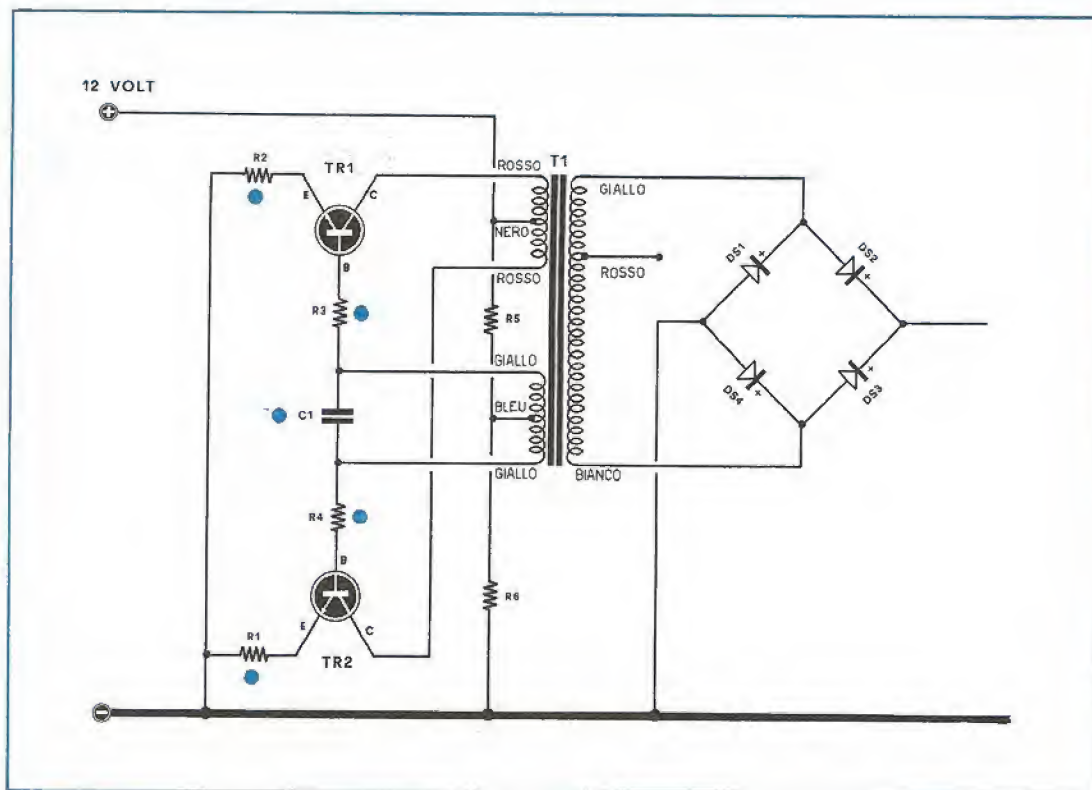 12 VOLT
+
R2
TR1
E
C
B
R3
C1
R4
B
E
C
R1
TR2
ROSSO
T1
NERO
ROSSO
R5
GIALLO
BLEU
GIALLO
R6
GIALLO
ROSSO
BIANCO
DS1
+
DS2
+
DS4
+
DS3
+
-